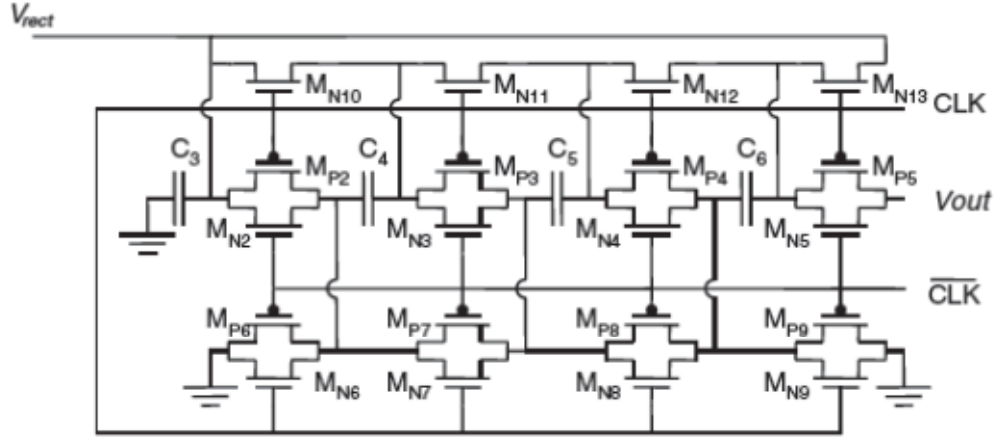 Vrect
MN10 MN11 MN12 MN13 CLK
C3 MP2 C4 MP3 C5 MP4 C6 MP5
Vout
MN2 MN3 MN4 MN5
CLK
MP6 MP7 MP8 MP9
MN6 MN7 MN8 MN9